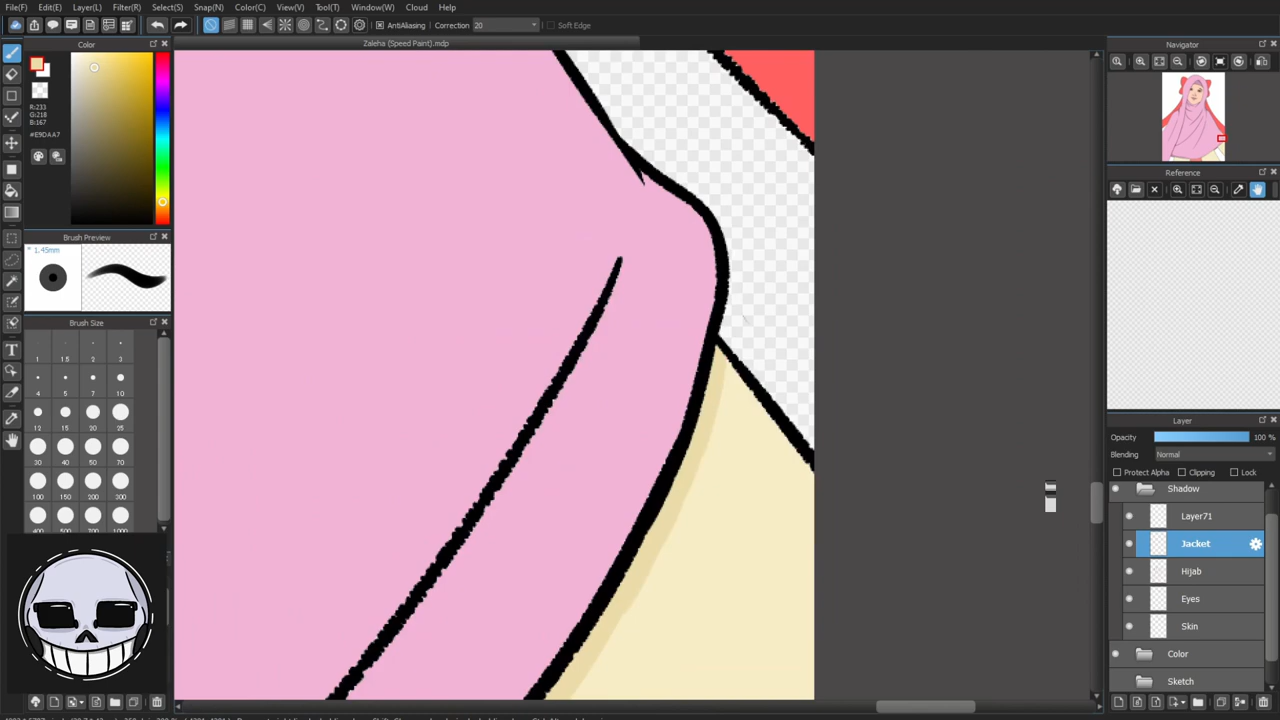 File(F) Edit(E) Layer(L) Filter(R) Select(S) Snap(N) Color(C) View(V) Tool(T) Window(W) Cloud Help
AntiAliasing Correction 20 Soft Edge
Color
Zaleha (Speed Paint).mdp
Navigator
R:233
G:218
B:167
#E9DAA7
Reference
Brush Preview
* 1.45mm
Brush Size
1 1.5 2 3
4 5 7 10
12 15 20 25
30 40 50 70
100 150 200 300
400 500 700 1000
Layer
Opacity 100 %
Blending Normal
Protect Alpha Clipping Lock
Shadow
Layer71
Jacket
Hijab
Eyes
Skin
Color
Sketch